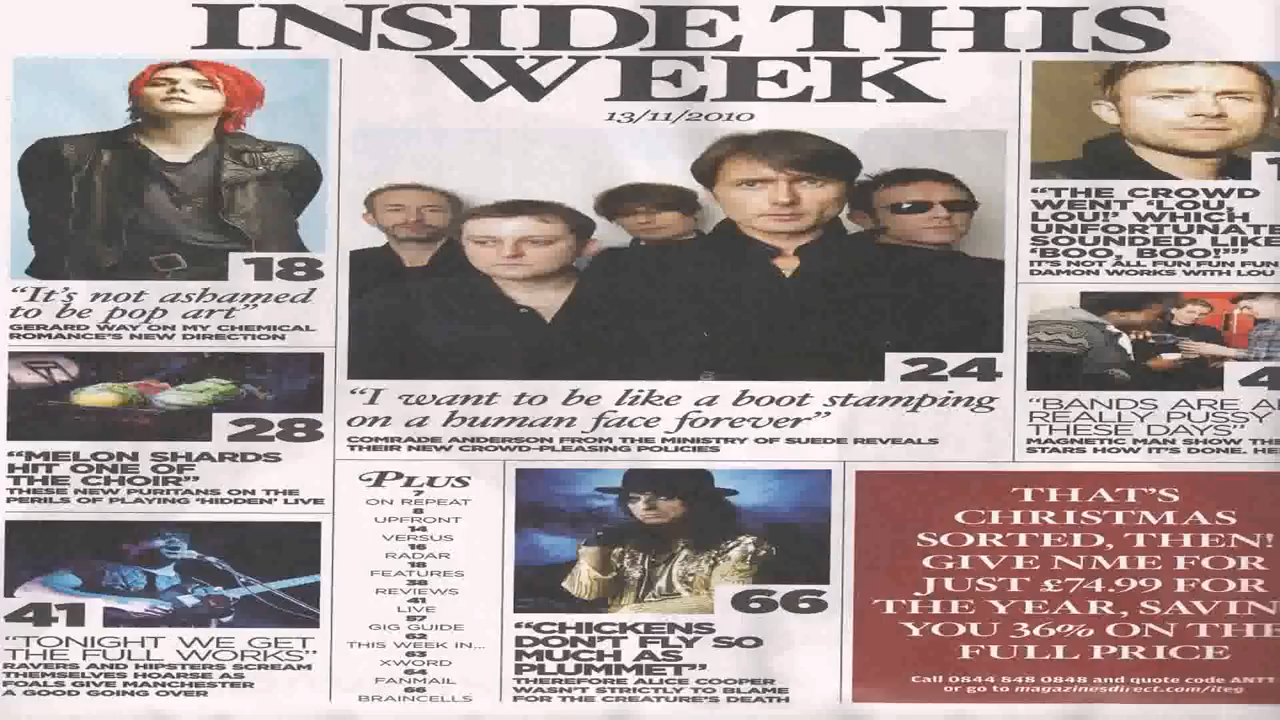 INSIDE THIS
WEEK
13/11/2010
18
"It's not ashamed
to be pop art"
GERARD WAY ON MY CHEMICAL
ROMANCE'S NEW DIRECTION
28
"MELON SHARDS
HIT ONE OF
THE CHOIR"
THESE NEW PURITANS ON THE
PERILS OF PLAYING 'HIDDEN' LIVE
41
"TONIGHT WE GET
THE FULL WORKS"
RAVERS AND HIPSTERS SCREAM
THEMSELVES HOARSE AS
FOALS GIVE MANCHESTER
A GOOD GOING OVER
24
"I want to be like a boot stamping
on a human face forever"
COMRADE ANDERSON FROM THE MINISTRY OF SUEDE REVEALS
THEIR NEW CROWD-PLEASING POLICIES
PLUS
7
ON REPEAT
8
UPFRONT
14
VERSUS
16
RADAR
18
FEATURES
38
REVIEWS
41
LIVE
57
GIG GUIDE
62
THIS WEEK IN...
63
XWORD
64
FANMAIL
66
BRAINCELLS
66
"CHICKENS
DON'T FLY SO
MUCH AS
PLUMMET"
THEREFORE ALICE COOPER
WASN'T STRICTLY TO BLAME
FOR THE CREATURE'S DEATH
"THE CROWD
WENT 'LOU,
LOU!' WHICH
UNFORTUNATE
SOUNDED LIKE
'BOO, BOO!'"
IT'S NOT ALL FUN FUN FUN
DAMON WORKS WITH LOU
4
"BANDS ARE
REALLY PUSSY
THESE DAYS"
MAGNETIC MAN SHOW
STARS HOW IT'S DONE.
THAT'S
CHRISTMAS
SORTED, THEN!
GIVE NME FOR
JUST £74.99 FOR
THE YEAR, SAVIN
YOU 36% ON THE
FULL PRICE
Call 0844 848 0848 and quote code
or go to magazinesdirect.com/iteg